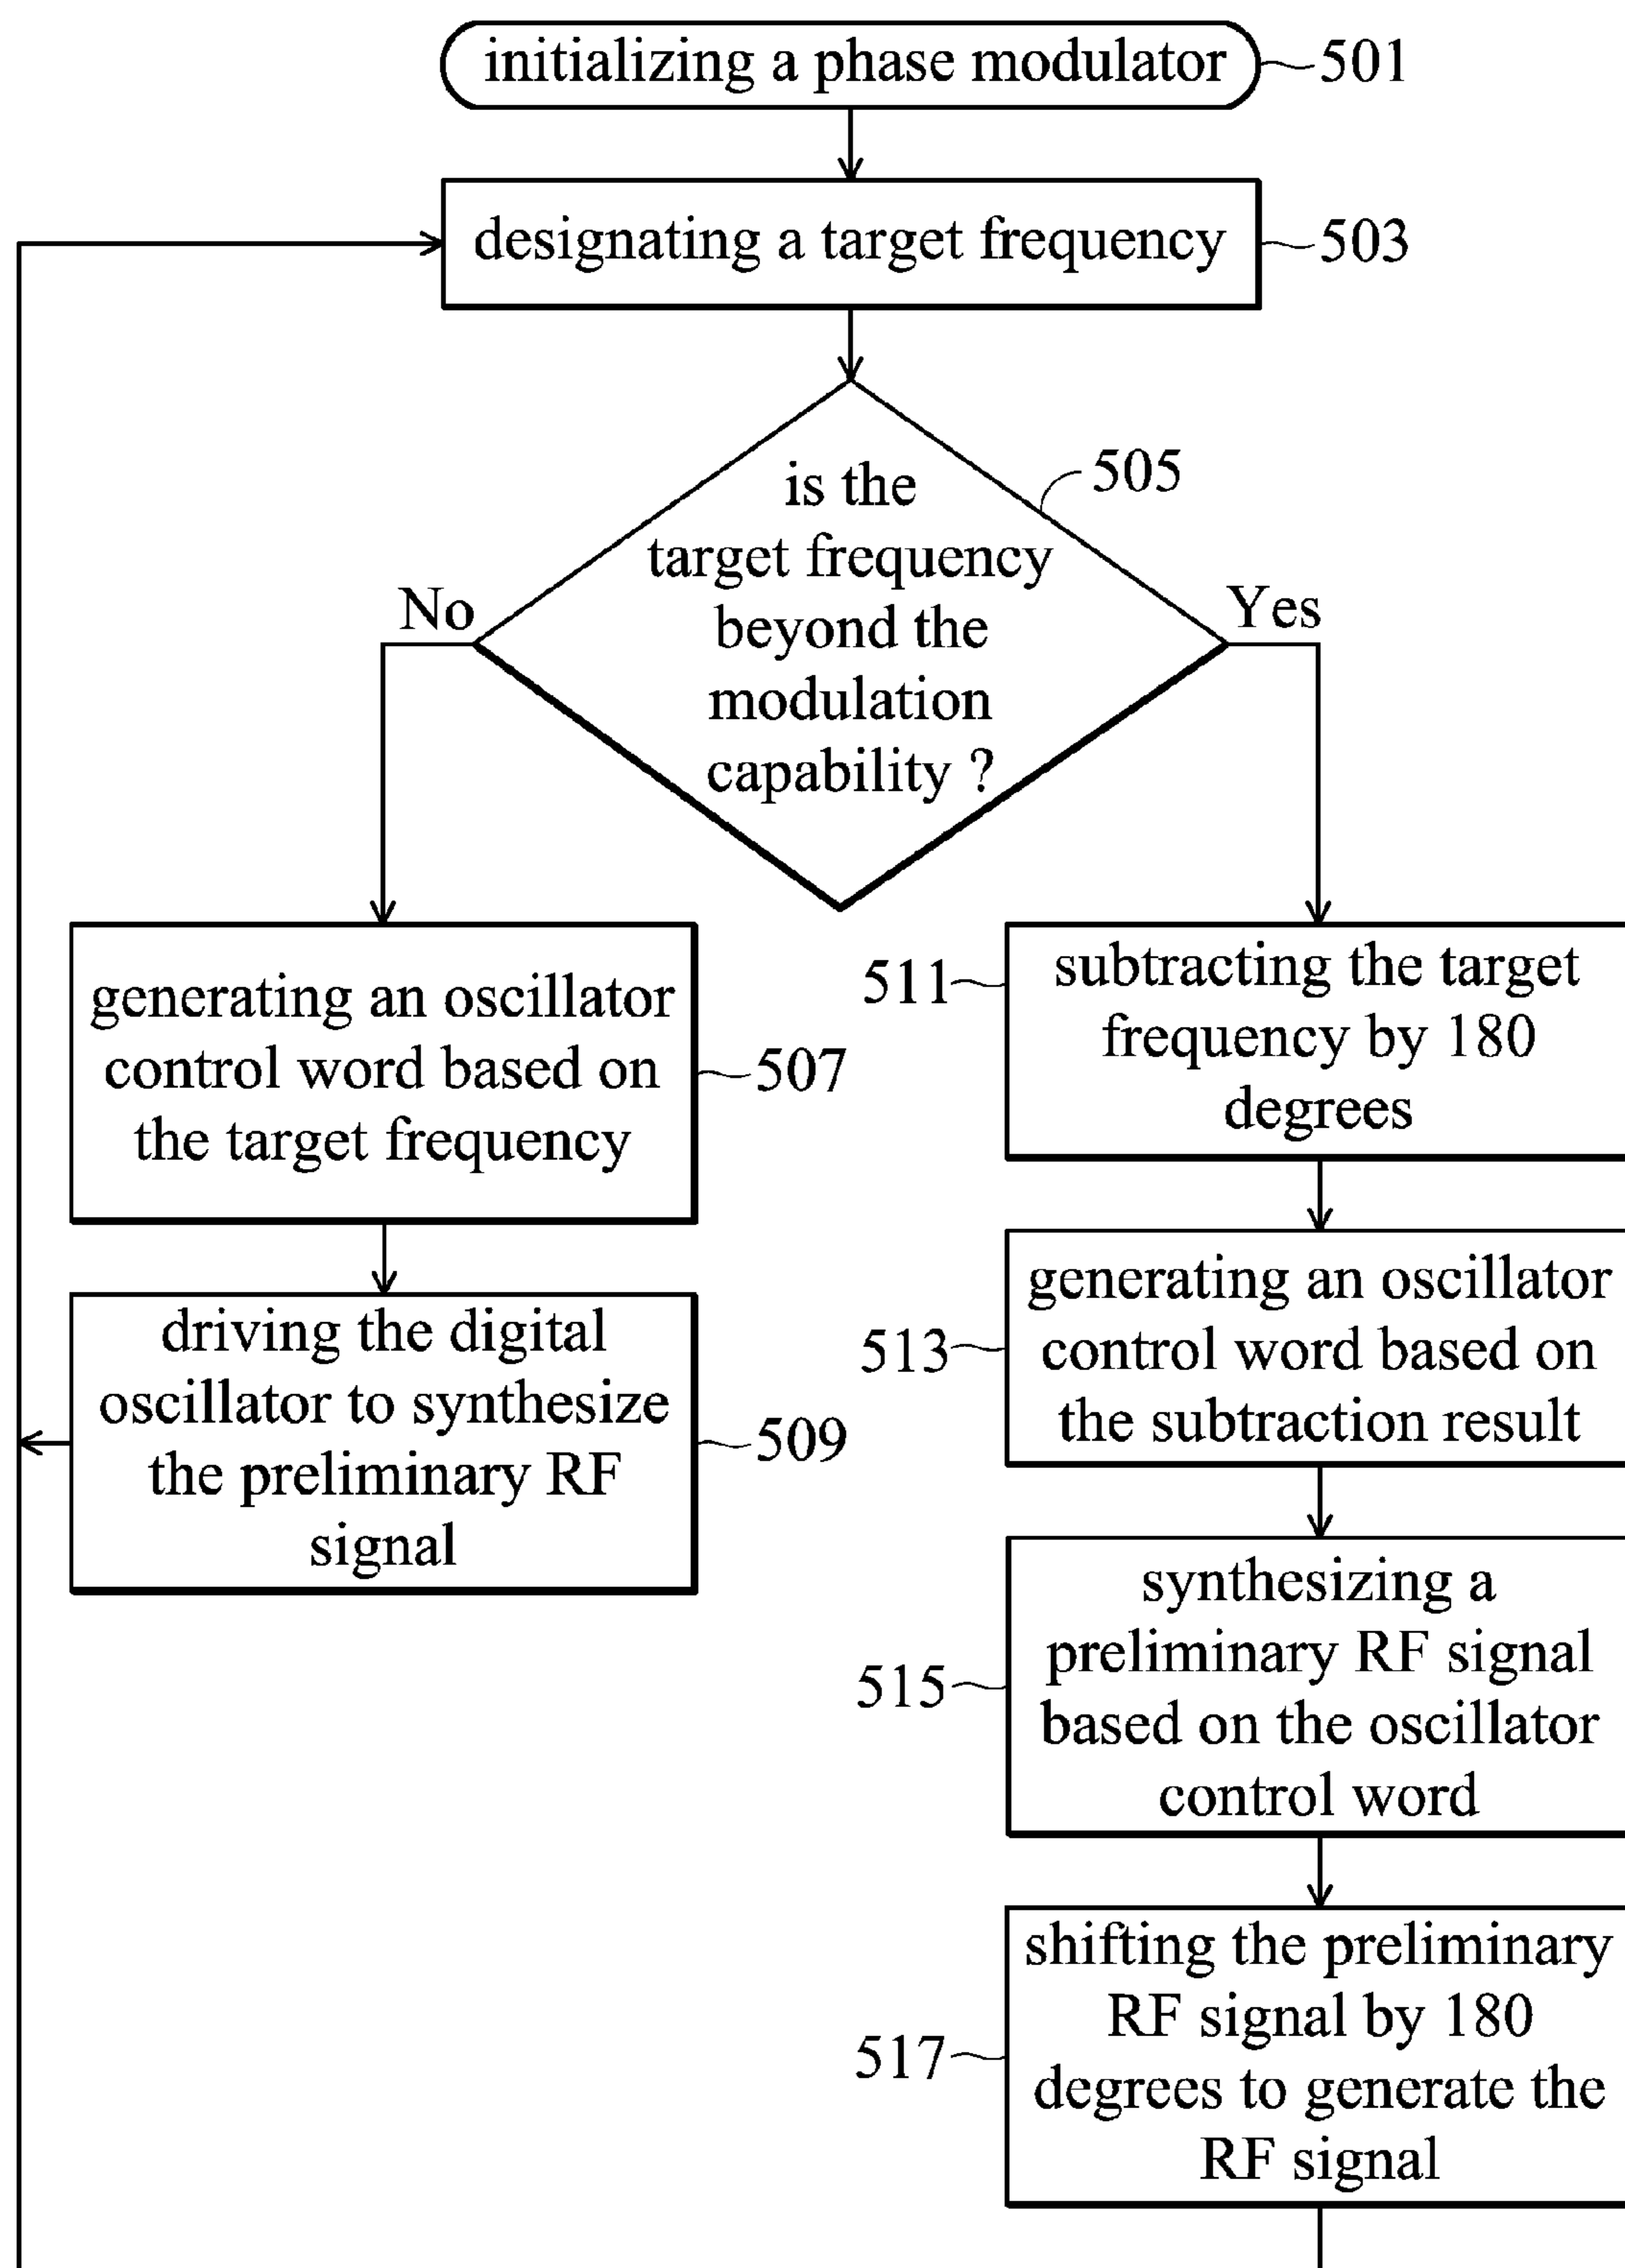 initializing a phase modulator
501
designating a target frequency
503
is the
target frequency
beyond the
modulation
capability ?
505
No
Yes
generating an oscillator
control word based on
the target frequency
507
driving the digital
oscillator to synthesize
the preliminary RF
signal
509
511
subtracting the target
frequency by 180
degrees
513
generating an oscillator
control word based on
the subtraction result
515
synthesizing a
preliminary RF signal
based on the oscillator
control word
517
shifting the preliminary
RF signal by 180
degrees to generate the
RF signal